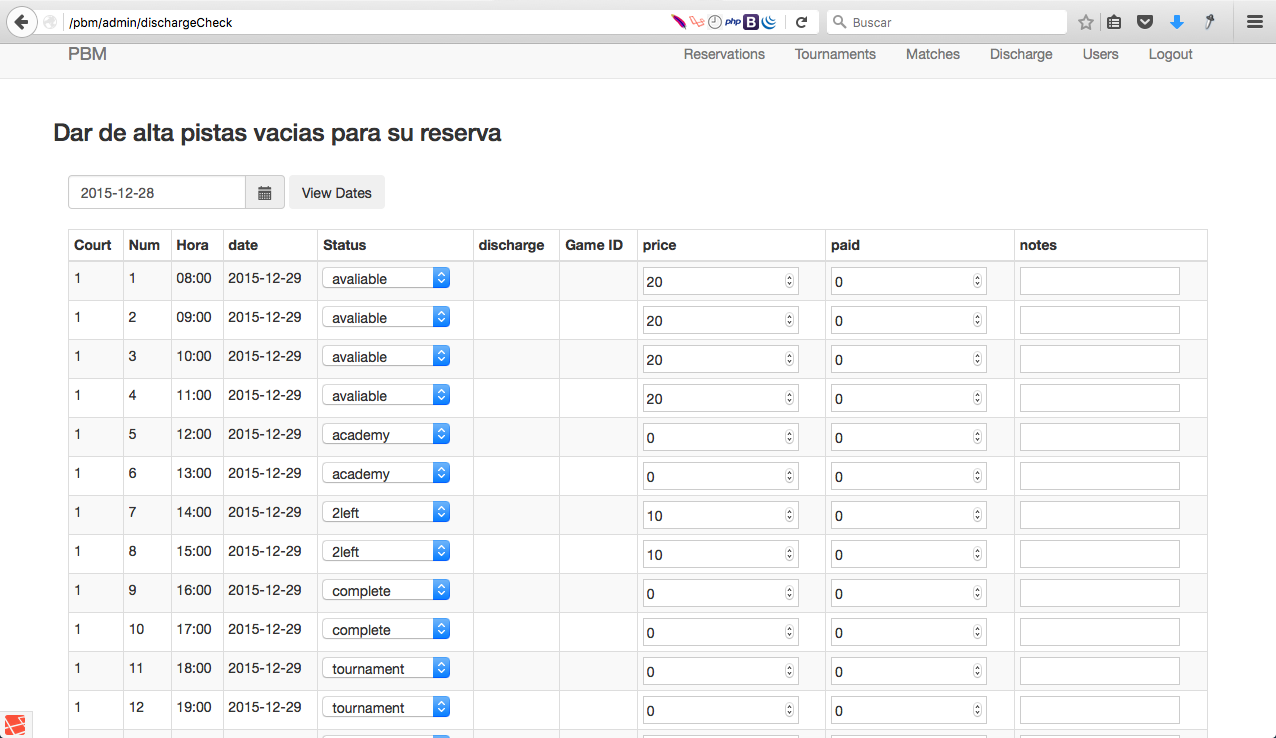 /pbm/admin/dischargeCheck php B Buscar
PBM Reservations Tournaments Matches Discharge Users Logout
Dar de alta pistas vacias para su reserva
2015-12-28 View Dates
Court Num Hora date Status discharge Game ID price paid notes
1 1 08:00 2015-12-29 avaliable 20 0
1 2 09:00 2015-12-29 avaliable 20 0
1 3 10:00 2015-12-29 avaliable 20 0
1 4 11:00 2015-12-29 avaliable 20 0
1 5 12:00 2015-12-29 academy 0 0
1 6 13:00 2015-12-29 academy 0 0
1 7 14:00 2015-12-29 2left 10 0
1 8 15:00 2015-12-29 2left 10 0
1 9 16:00 2015-12-29 complete 0 0
1 10 17:00 2015-12-29 complete 0 0
1 11 18:00 2015-12-29 tournament 0 0
1 12 19:00 2015-12-29 tournament 0 0